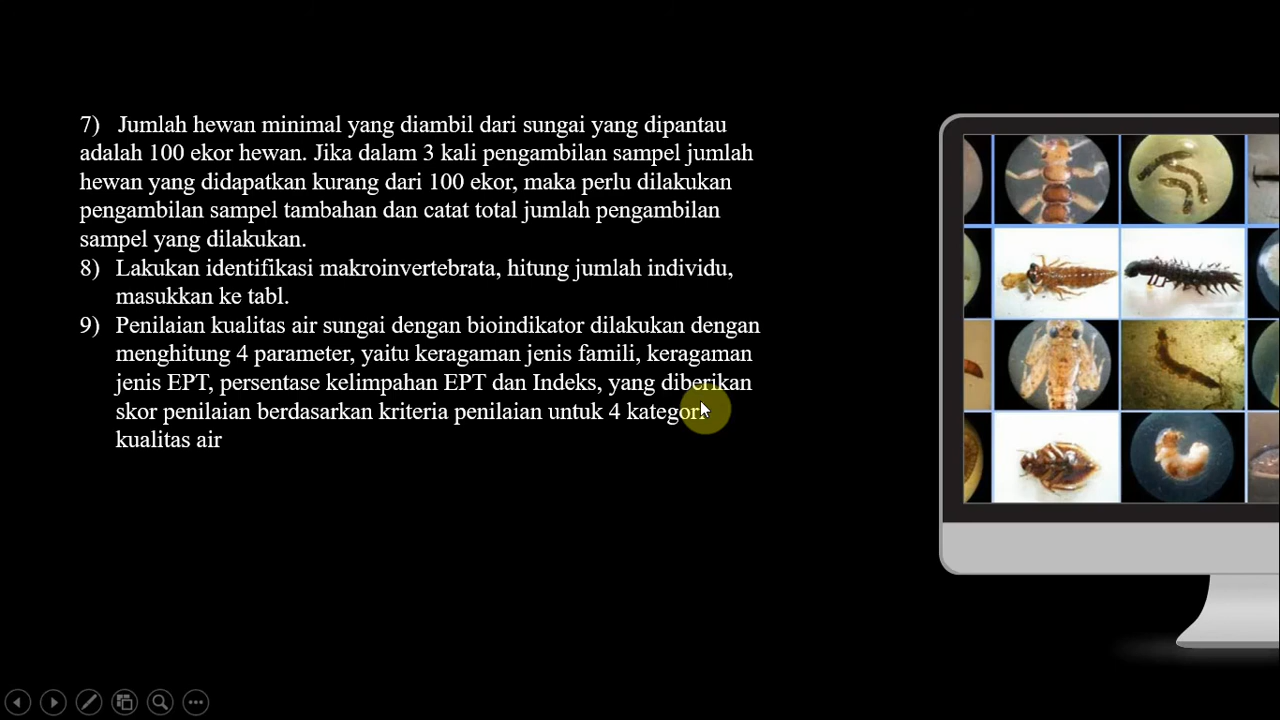 7) Jumlah hewan minimal yang diambil dari sungai yang dipantau
adalah 100 ekor hewan. Jika dalam 3 kali pengambilan sampel jumlah
hewan yang didapatkan kurang dari 100 ekor, maka perlu dilakukan
pengambilan sampel tambahan dan catat total jumlah pengambilan
sampel yang dilakukan.
8) Lakukan identifikasi makroinvertebrata, hitung jumlah individu,
masukkan ke tabl.
9) Penilaian kualitas air sungai dengan bioindikator dilakukan dengan
menghitung 4 parameter, yaitu keragaman jenis famili, keragaman
jenis EPT, persentase kelimpahan EPT dan Indeks, yang diberikan
skor penilaian berdasarkan kriteria penilaian untuk 4 kategori
kualitas air